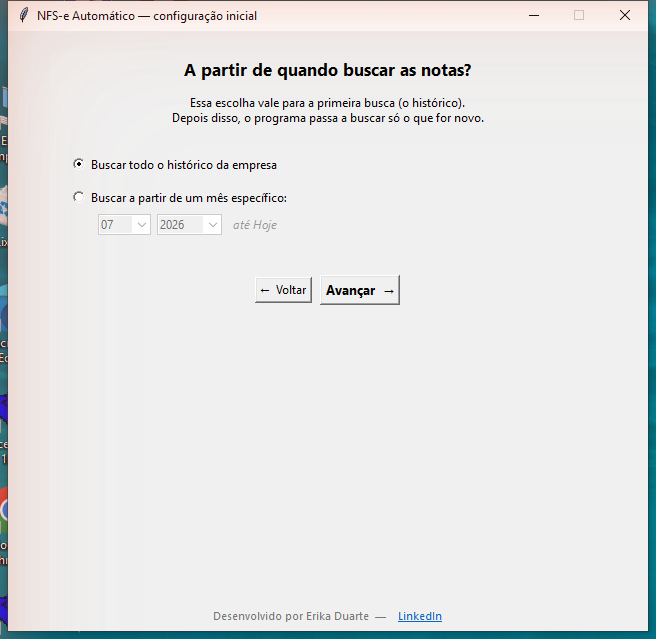 NFS-e Automático — configuração inicial
A partir de quando buscar as notas?
Essa escolha vale para a primeira busca (o histórico).
Depois disso, o programa passa a buscar só o que for novo.
Buscar todo o histórico da empresa
Buscar a partir de um mês específico:
07 2026 até Hoje
← Voltar Avançar →
Desenvolvido por Erika Duarte — LinkedIn